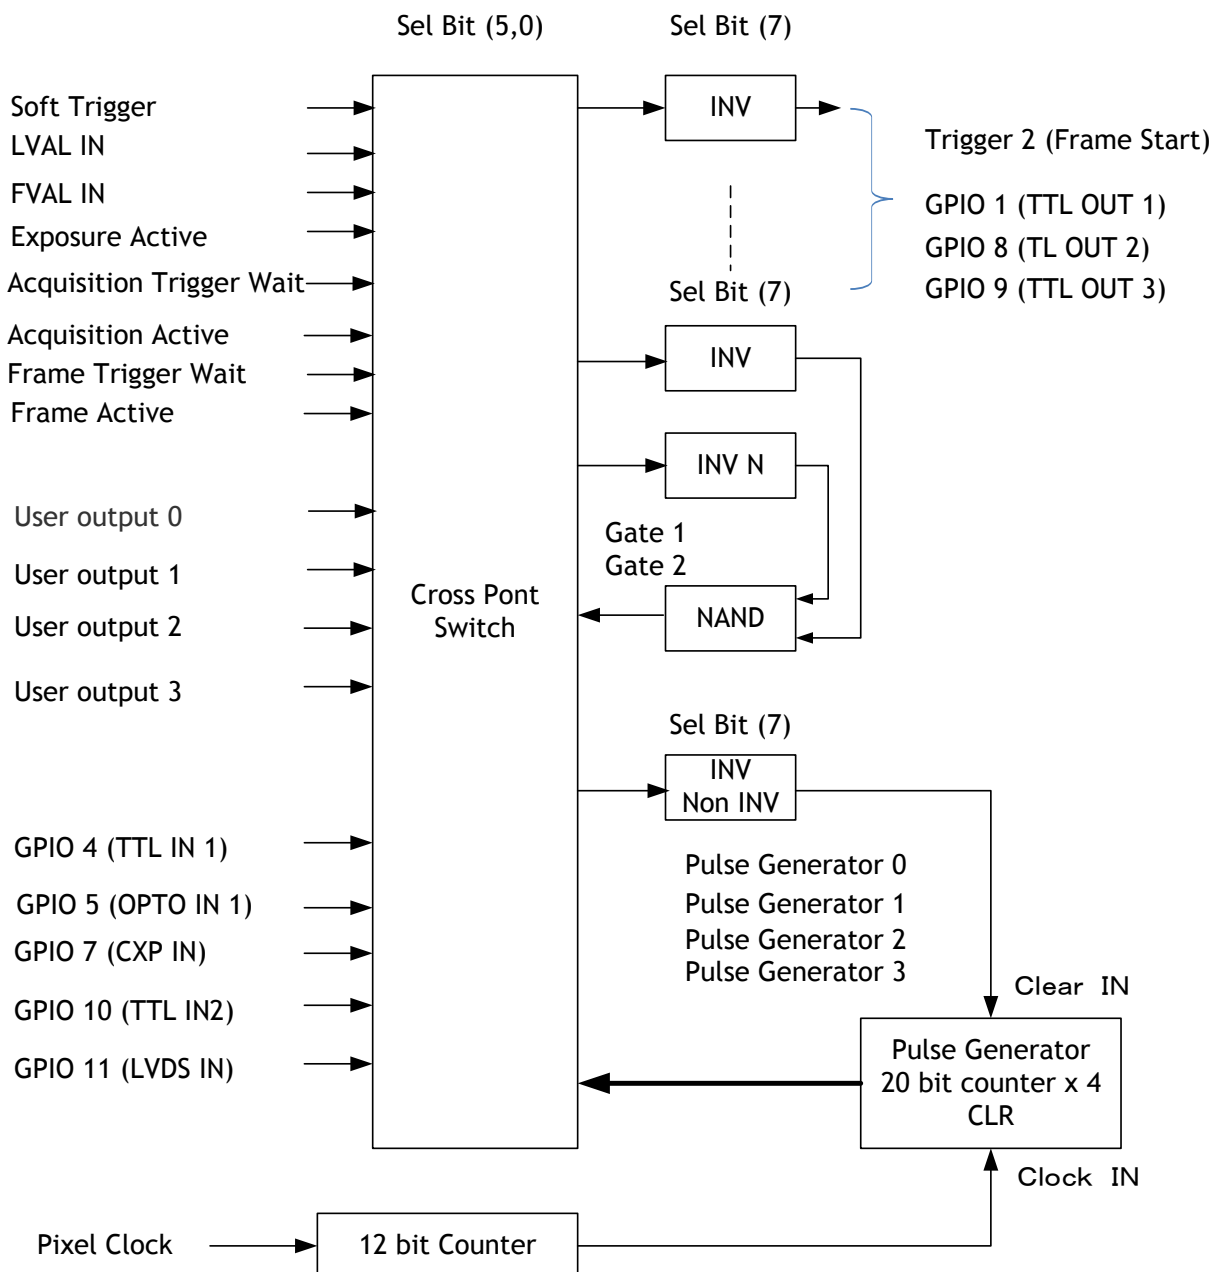 Sel Bit (5,0)
Sel Bit (7)
Soft Trigger
LVAL IN
FVAL IN
Exposure Active
Acquisition Trigger Wait
Acquisition Active
Frame Trigger Wait
Frame Active
User output 0
User output 1
User output 2
User output 3
GPIO 4 (TTL IN 1)
GPIO 5 (OPTO IN 1)
GPIO 7 (CXP IN)
GPIO 10 (TTL IN2)
GPIO 11 (LVDS IN)
Cross Pont
Switch
INV
Trigger 2 (Frame Start)
GPIO 1 (TTL OUT 1)
GPIO 8 (TL OUT 2)
GPIO 9 (TTL OUT 3)
Sel Bit (7)
INV
INV N
Gate 1
Gate 2
NAND
Sel Bit (7)
INV
Non INV
Pulse Generator 0
Pulse Generator 1
Pulse Generator 2
Pulse Generator 3
Clear IN
Pulse Generator
20 bit counter x 4
CLR
Clock IN
Pixel Clock
12 bit Counter